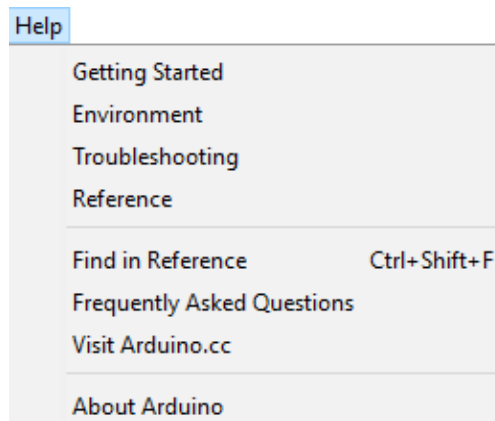 Help
Getting Started
Environment
Troubleshooting
Reference
Find in Reference Ctrl+Shift+F
Frequently Asked Questions
Visit Arduino.cc
About Arduino